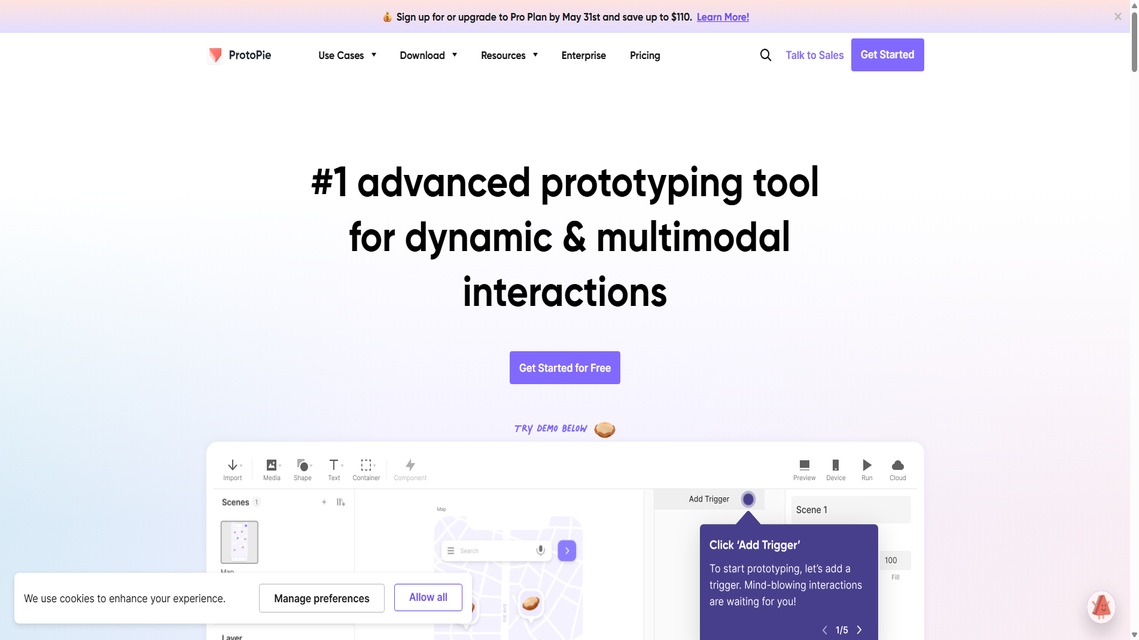 Sign up for or upgrade to Pro Plan by May 31st and save up to $110. Learn More!
ProtoPie
Use Cases
Download
Resources
Enterprise
Pricing
Talk to Sales
Get Started
#1 advanced prototyping tool
for dynamic & multimodal
interactions
Get Started for Free
TRY DEMO BELOW
Import
Media
Shape
Text
Container
Component
Preview
Device
Run
Cloud
Scenes 1
Map
Search
Map
Add Trigger
Scene 1
Click ‘Add Trigger’
To start prototyping, let’s add a
trigger. Mind-blowing interactions
are waiting for you!
1/5
100
Fill
We use cookies to enhance your experience.
Manage preferences
Allow all
Layer